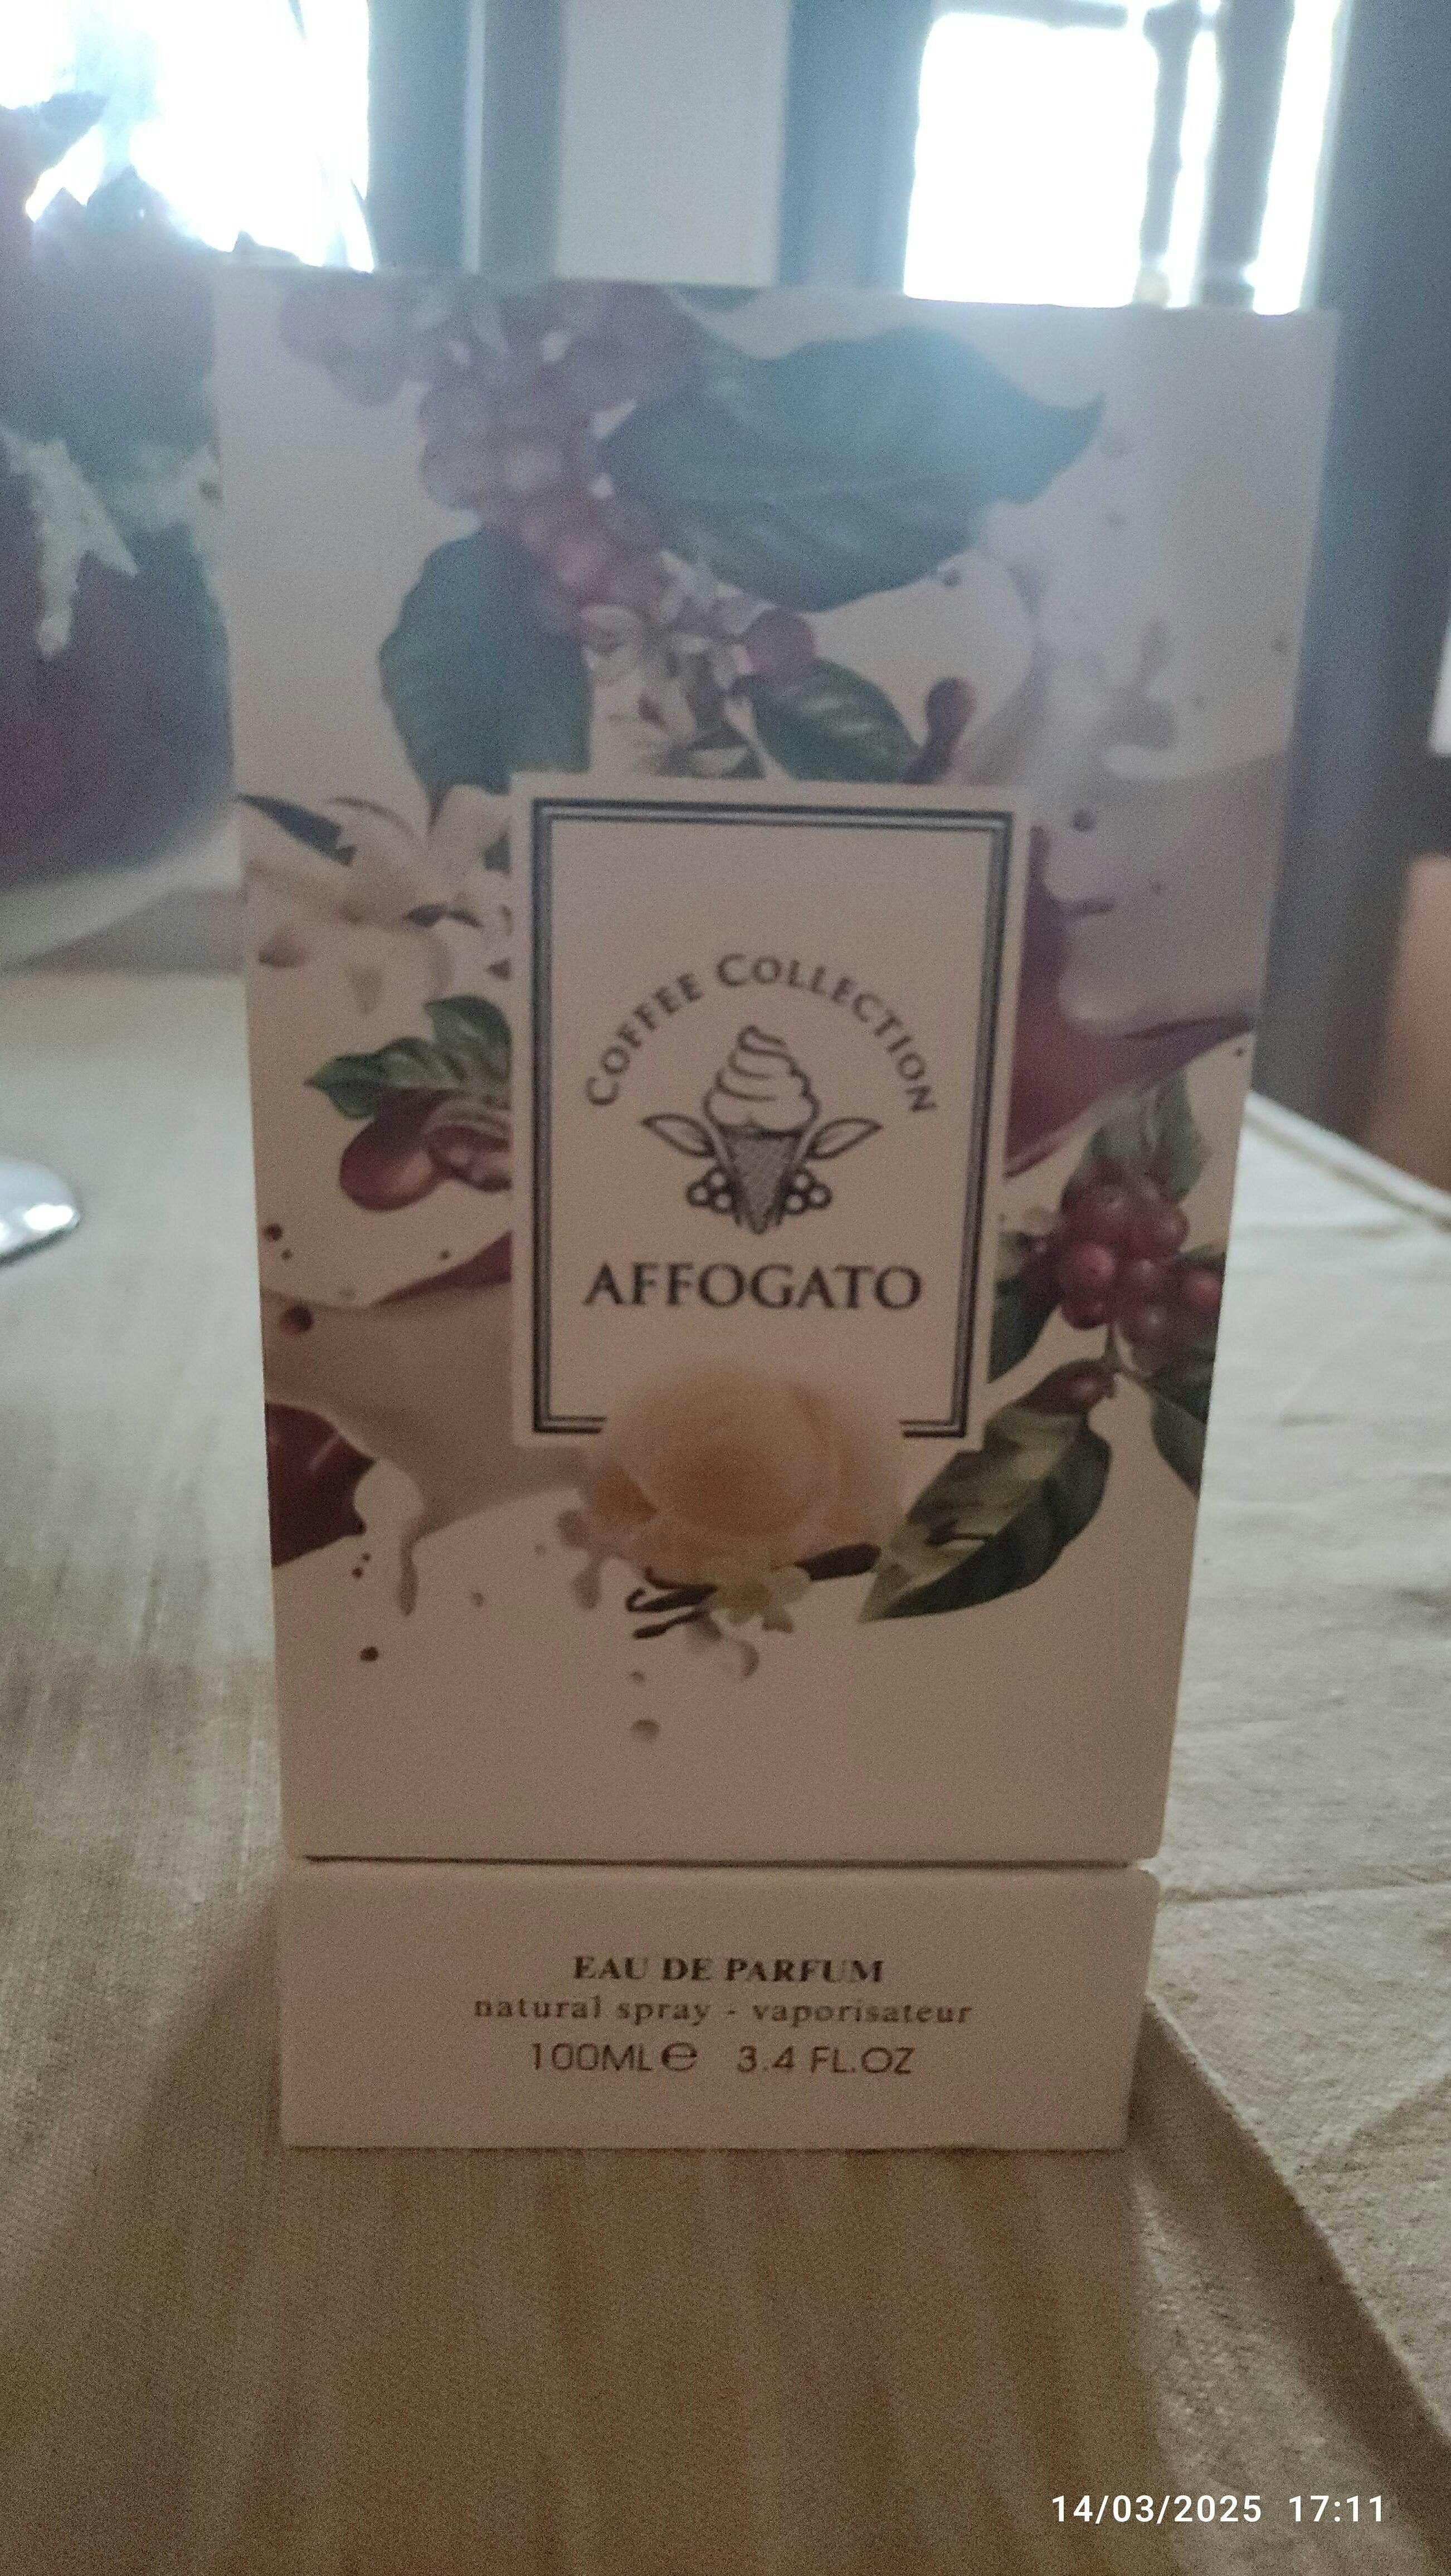 COFFEE COLLECTION
AFFOGATO
EAU DE PARFUM
natural spray - vaporisateur
100ML℮ 3.4 FL.OZ
14/03/2025 17:11